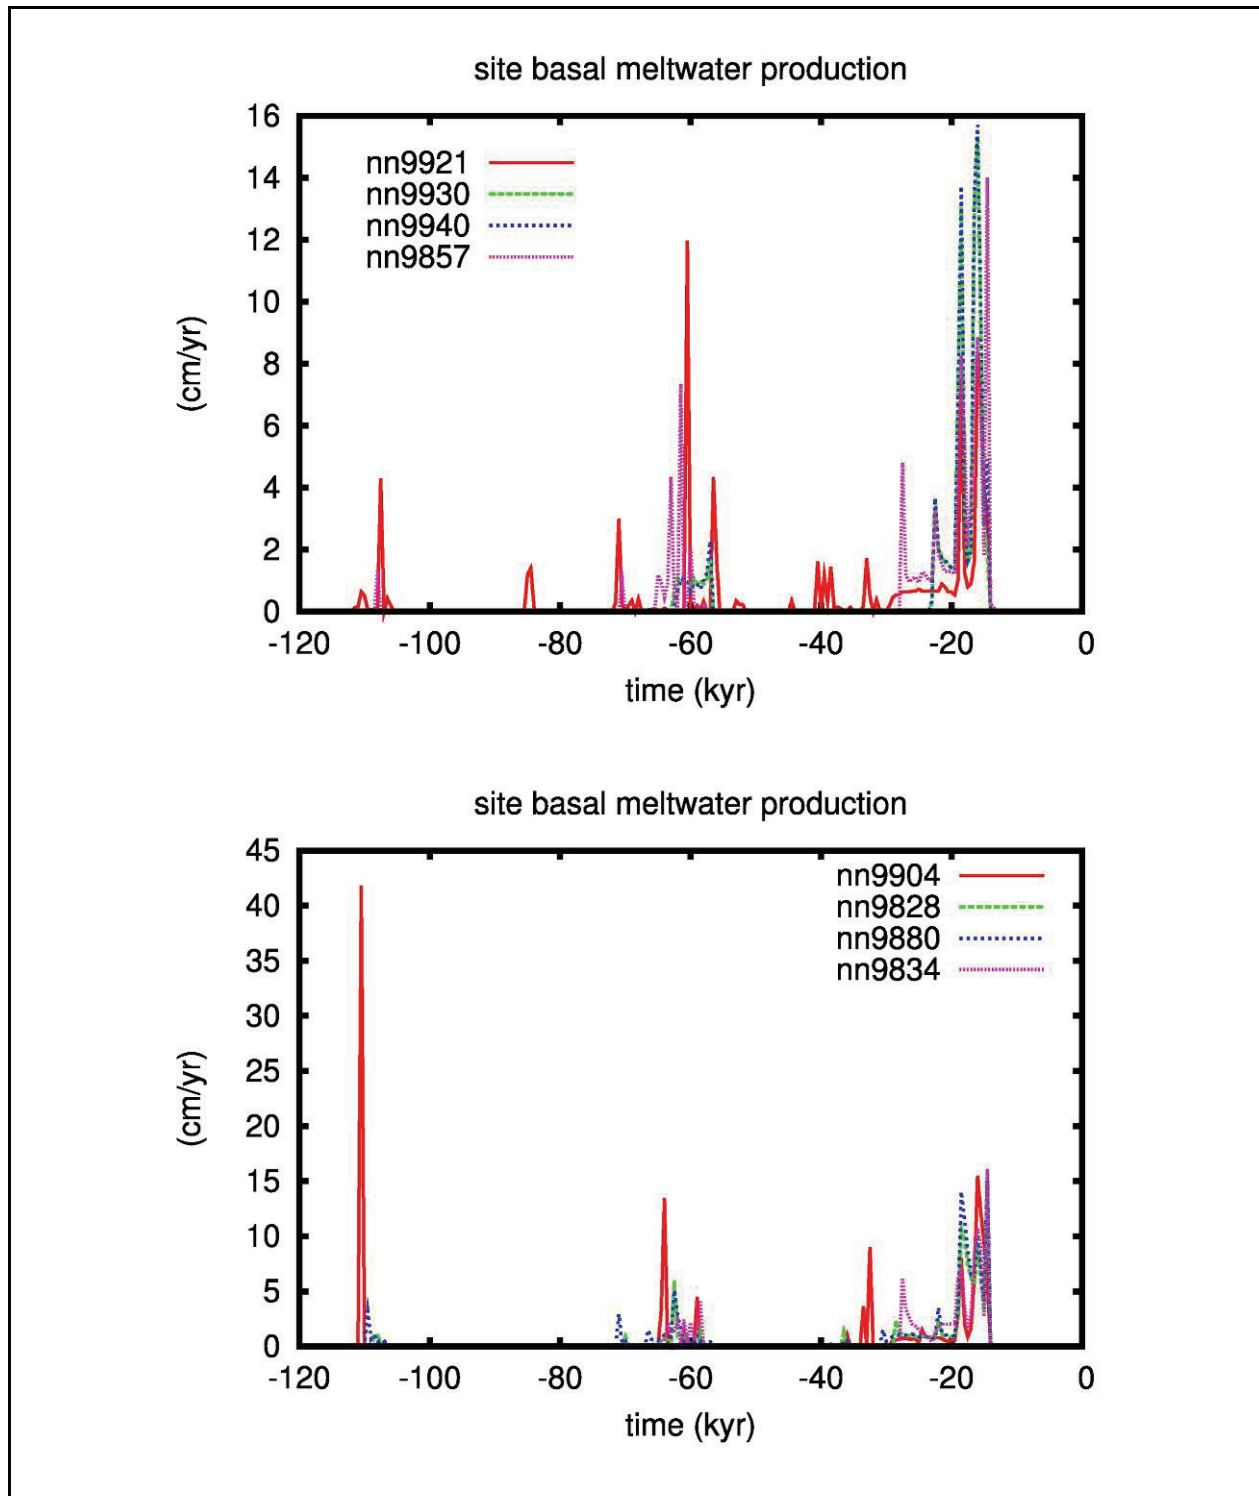 site basal meltwater production
16
14
12
10
8
6
4
2
0
(cm/yr)
nn9921
nn9930
nn9940
nn9857
-120 -100 -80 -60 -40 -20 0
time (kyr)
site basal meltwater production
45
40
35
30
25
20
15
10
5
0
(cm/yr)
nn9904
nn9828
nn9880
nn9834
-120 -100 -80 -60 -40 -20 0
time (kyr)